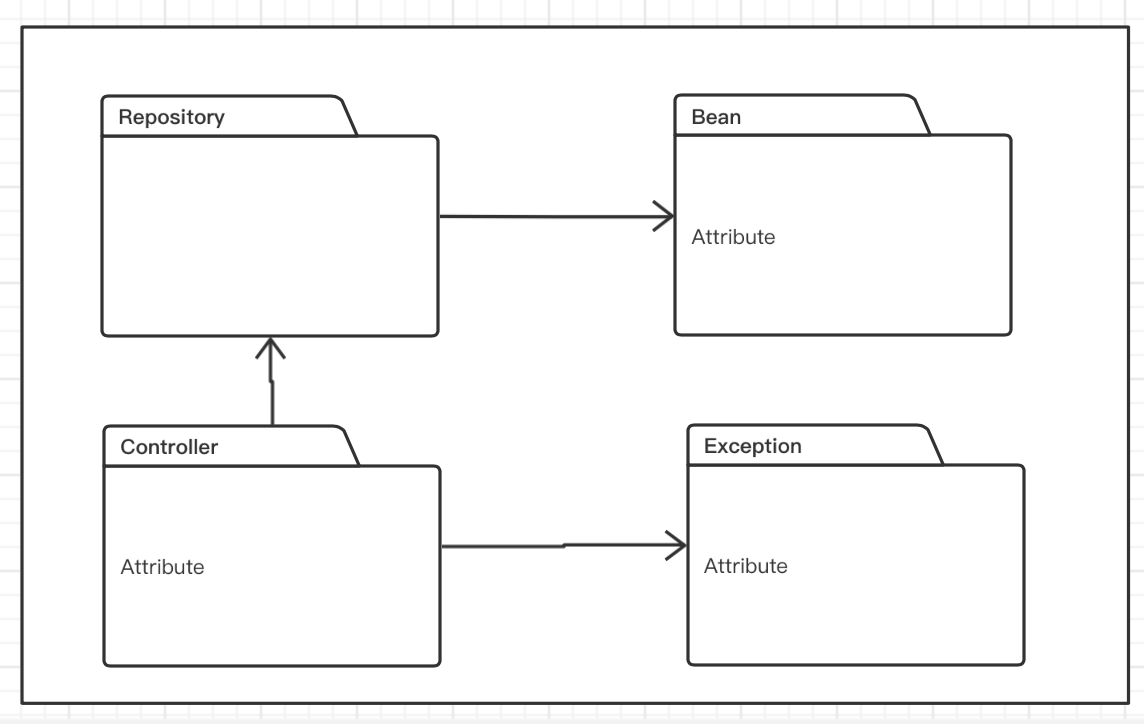 Repository
Bean
Attribute
Controller
Exception
Attribute
Attribute